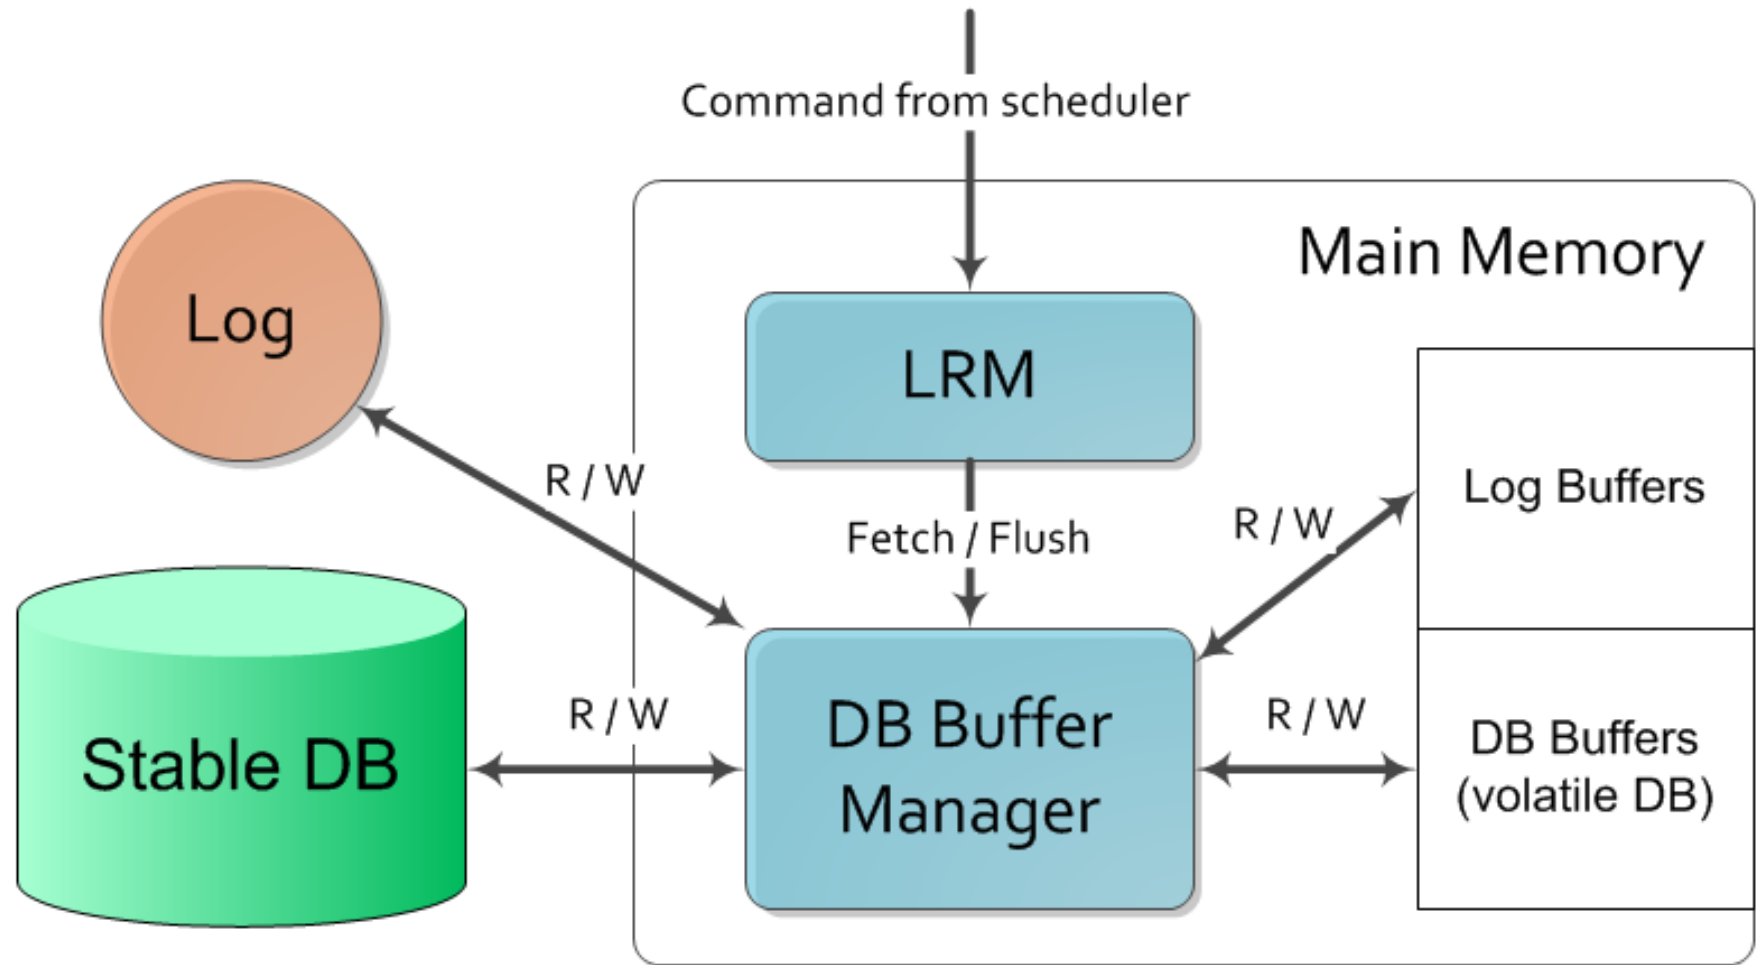 Command from scheduler
Main Memory
Log
LRM
R / W
Log Buffers
R / W
Fetch / Flush
Stable DB
R / W
DB Buffer
Manager
R / W
DB Buffers
(volatile DB)